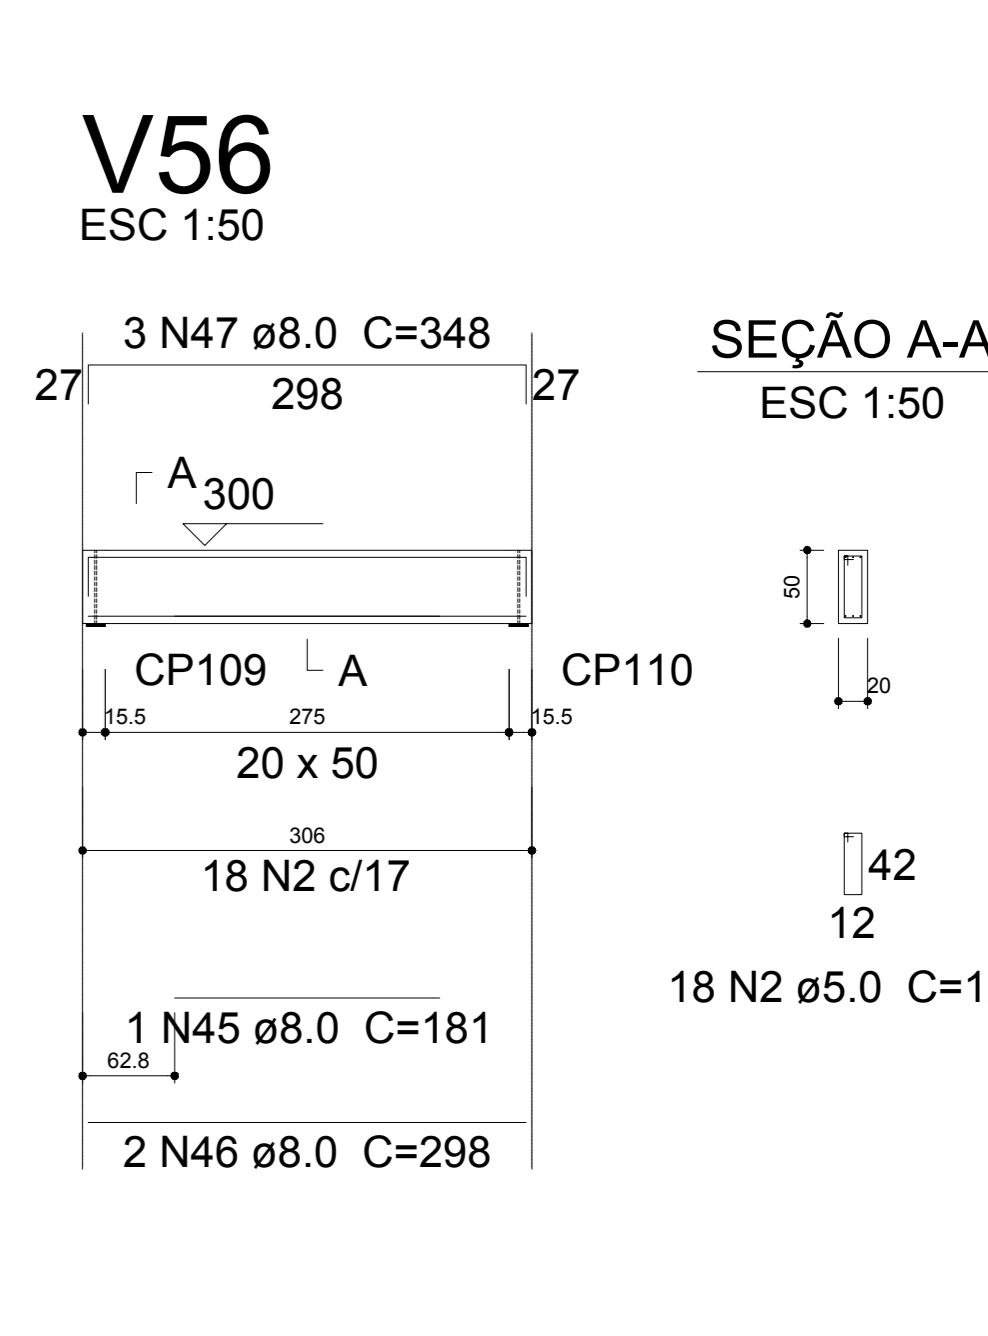 V56
ESC 1:50
3 N47 ø8.0 C=348
27
298
27
A
300
A
CP109
CP110
15.5
275
15.5
20 x 50
306
18 N2 c/17
1 N45 ø8.0 C=181
62.8
2 N46 ø8.0 C=298
SEÇÃO A-A
ESC 1:50
50
20
42
12
18 N2 ø5.0 C=1